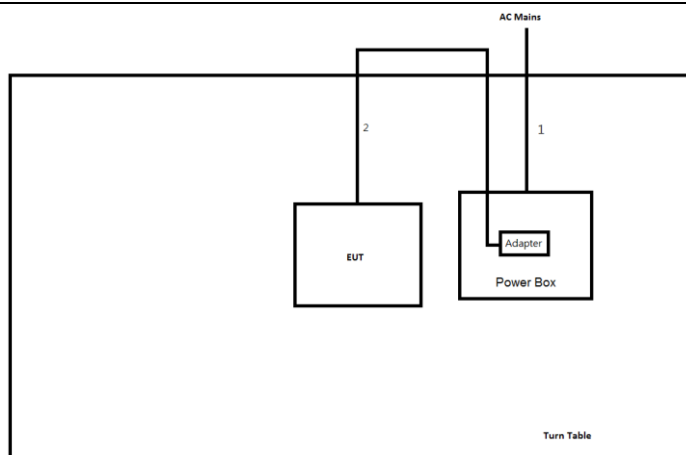 AC Mains
2
1
Adapter
EUT
Power Box
Turn Table